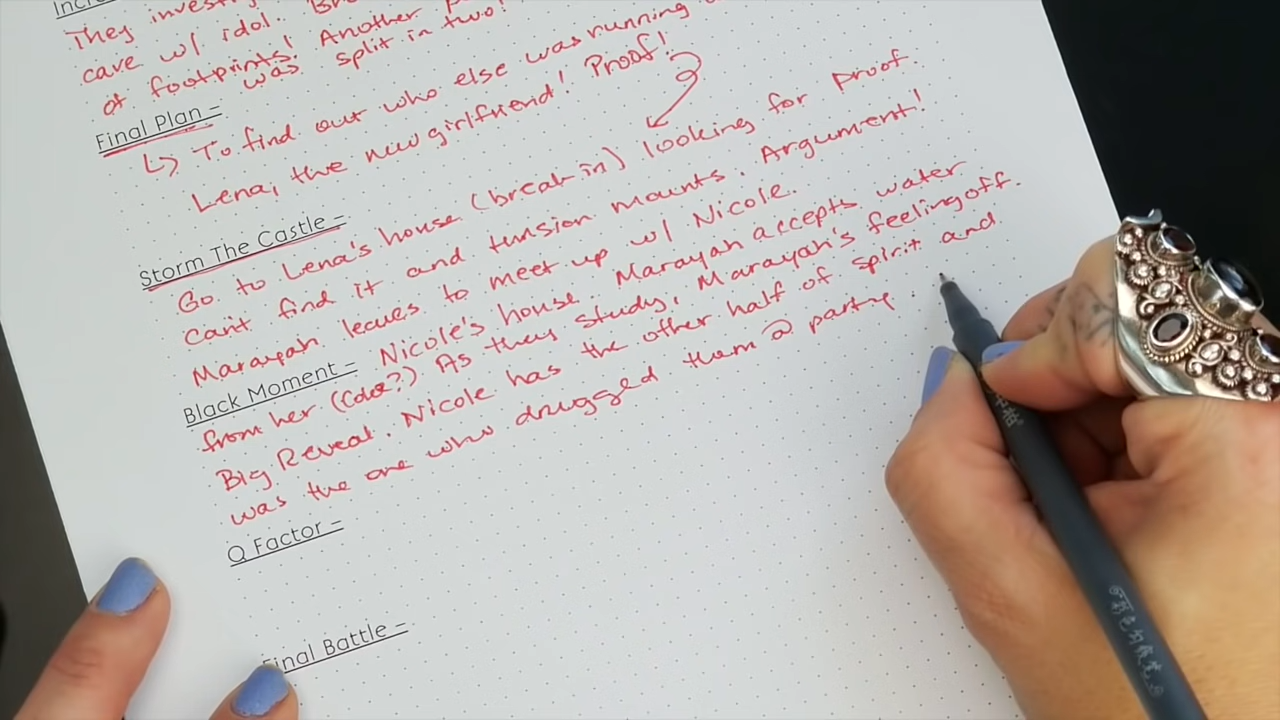 Incre
They investi
cave w/ idol.
of footprints! Another
was split in two!
Final Plan -
↳ To find out who else was running
Lena, the new girlfriend! Proof!
Storm The Castle -
Go to Lena's house (break in) looking for proof.
can't find it and tension mounts. Argument!
Marayah leaves to meet up w/ Nicole.
Black Moment - Nicole's house. Marayah accepts water
from her (Coke?) As they study, Marayah's feeling off.
Big Reveal. Nicole has the other half of spirit and
was the one who drugged them @ party.
Q Factor -
Final Battle -